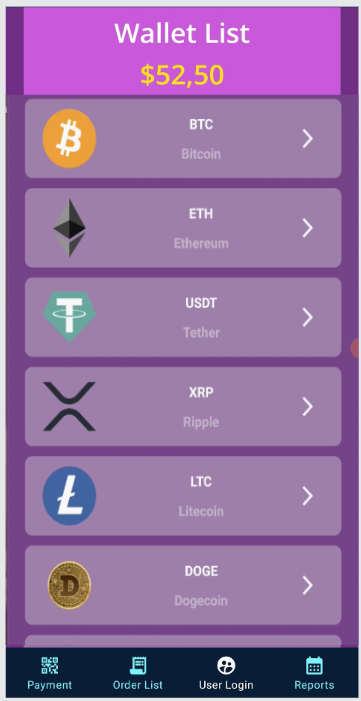 Wallet List
$52,50
BTC
Bitcoin
ETH
Ethereum
USDT
Tether
XRP
Ripple
LTC
Litecoin
DOGE
Dogecoin
Payment
Order List
User Login
Reports